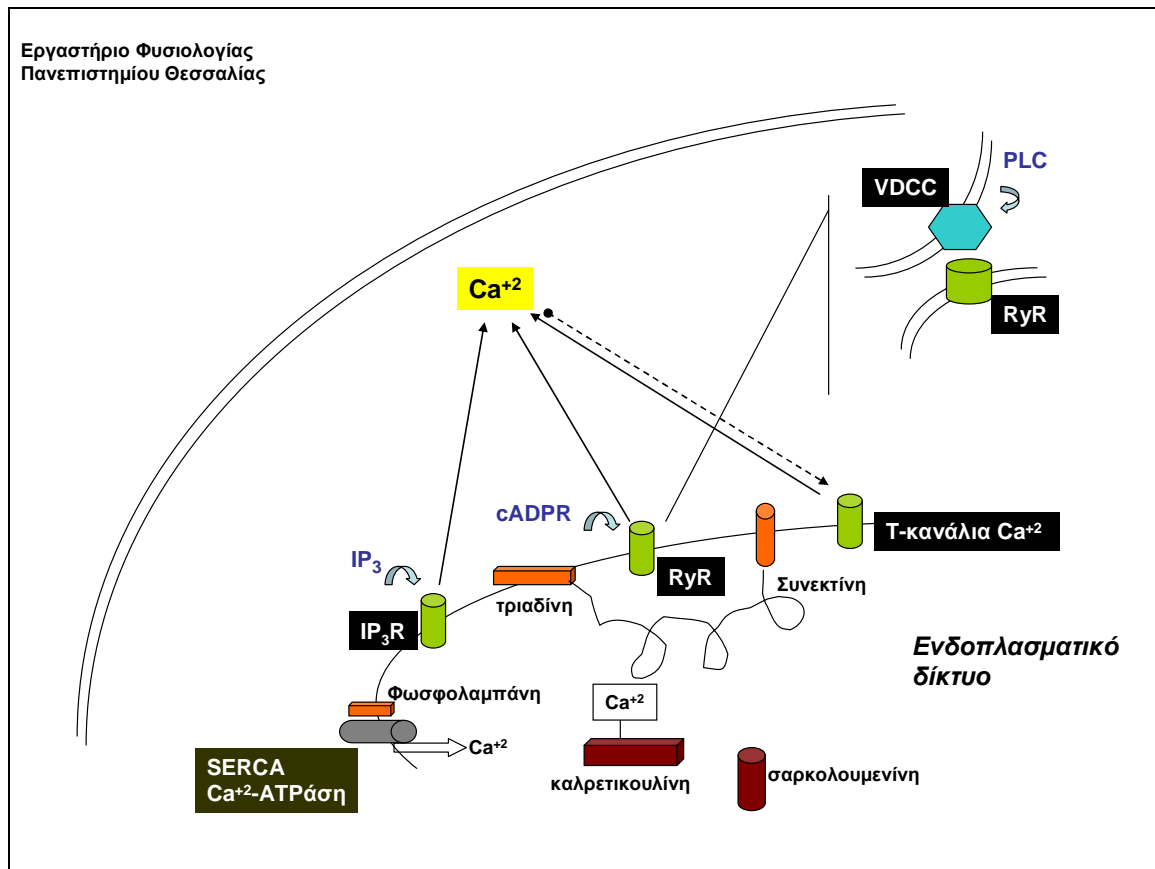 Εργαστήριο Φυσιολογίας
Πανεπιστημίου Θεσσαλίας
PLC
VDCC
RyR
Ca⁺²
cADPR
IP₃
Τ-κανάλια Ca⁺²
RyR
Συνεκτίνη
τριαδίνη
IP₃R
Ενδοπλασματικό
δίκτυο
Φωσφολαμπάνη
Ca⁺²
Ca⁺²
SERCA
Ca⁺²-ATPάση
καλρετικουλίνη
σαρκολουμενίνη